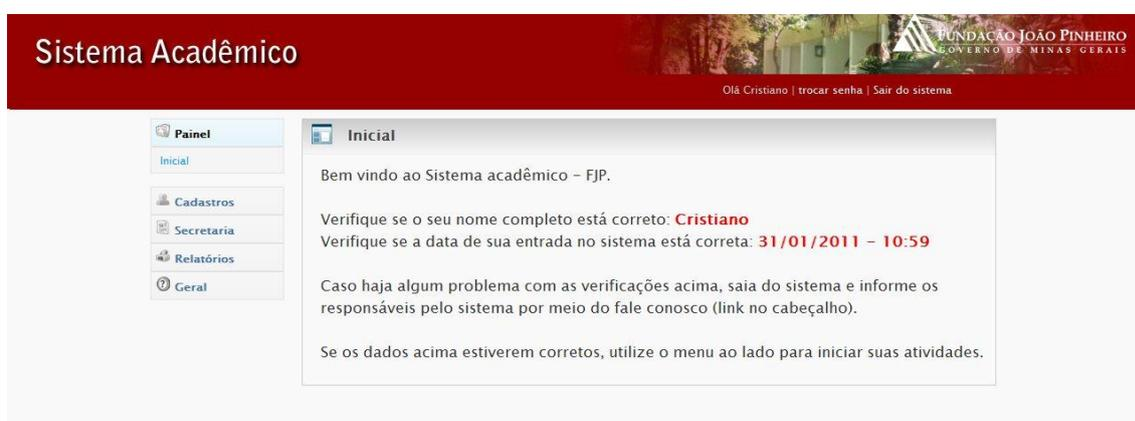 Sistema Acadêmico
FUNDAÇÃO JOÃO PINHEIRO
GOVERNO DE MINAS GERAIS
Olá Cristiano | trocar senha | Sair do sistema
Painel
Inicial
Cadastros
Secretaria
Relatórios
Geral
Inicial
Bem vindo ao Sistema acadêmico – FJP.
Verifique se o seu nome completo está correto: Cristiano
Verifique se a data de sua entrada no sistema está correta: 31/01/2011 – 10:59
Caso haja algum problema com as verificações acima, saia do sistema e informe os
responsáveis pelo sistema por meio do fale conosco (link no cabeçalho).
Se os dados acima estiverem corretos, utilize o menu ao lado para iniciar suas atividades.